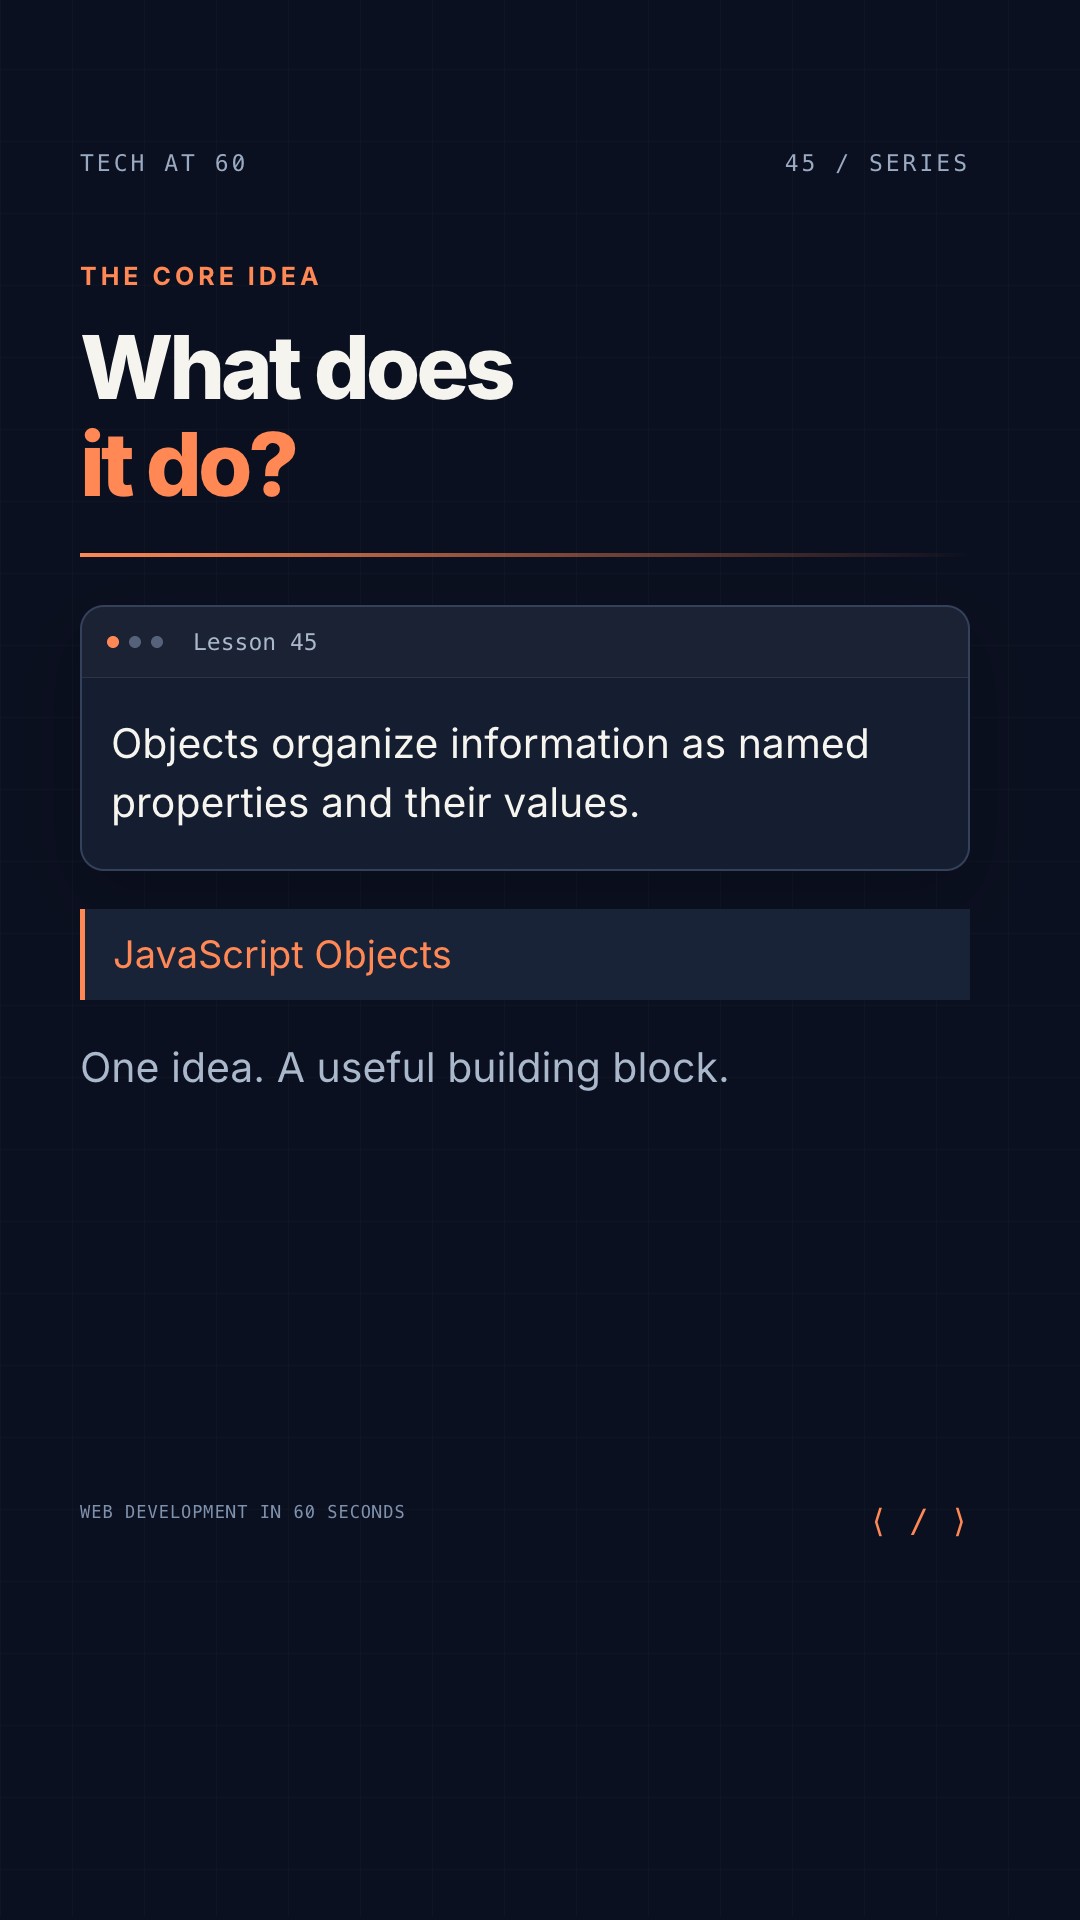 TECH AT 60
45 / SERIES
THE CORE IDEA
What does
it do?
Lesson 45
Objects organize information as named
properties and their values.
JavaScript Objects
One idea. A useful building block.
WEB DEVELOPMENT IN 60 SECONDS
⟨ / ⟩